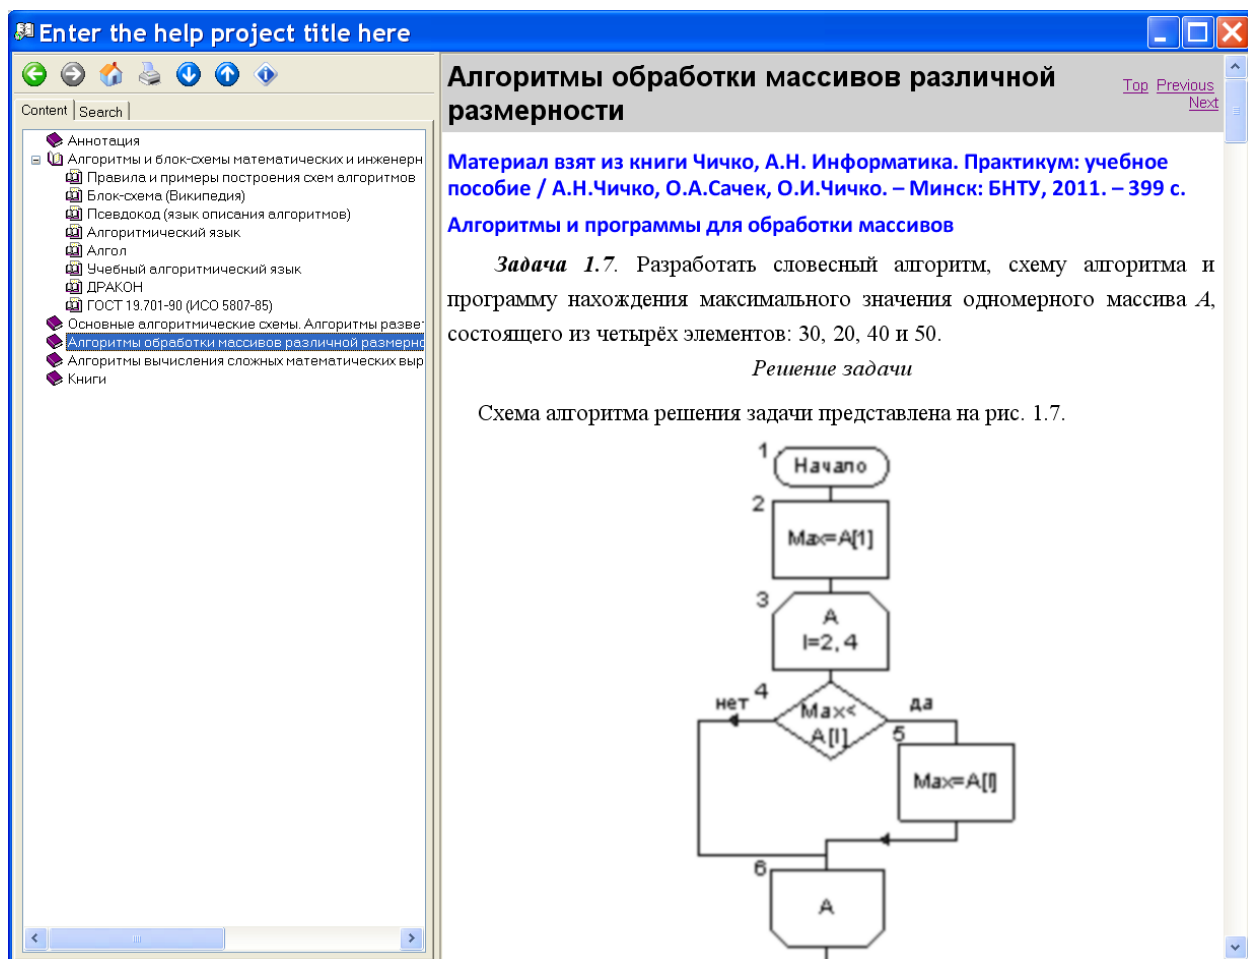 Enter the help project title here
Content
Search
Аннотация
Алгоритмы и блок-схемы математических и инженерн
Правила и примеры построения схем алгоритмов
Блок-схема (Википедия)
Псевдокод (язык описания алгоритмов)
Алгоритмический язык
Алгол
Учебный алгоритмический язык
ДРАКОН
ГОСТ 19.701-90 (ИСО 5807-85)
Основные алгоритмические схемы. Алгоритмы развет
Алгоритмы обработки массивов различной размерно
Алгоритмы вычисления сложных математических выр
Книги
Алгоритмы обработки массивов различной
размерности
Top Previous
Next
Материал взят из книги Чичко, А.Н. Информатика. Практикум: учебное
пособие / А.Н.Чичко, О.А.Сачек, О.И.Чичко. – Минск: БНТУ, 2011. – 399 с.
Алгоритмы и программы для обработки массивов
Задача 1.7. Разработать словесный алгоритм, схему алгоритма и
программу нахождения максимального значения одномерного массива A,
состоящего из четырёх элементов: 30, 20, 40 и 50.
Решение задачи
Схема алгоритма решения задачи представлена на рис. 1.7.
1
Начало
2
Max=A[1]
3
A
I=2, 4
4
нет
Max<
A[I]
да
5
Max=A[I]
6
A